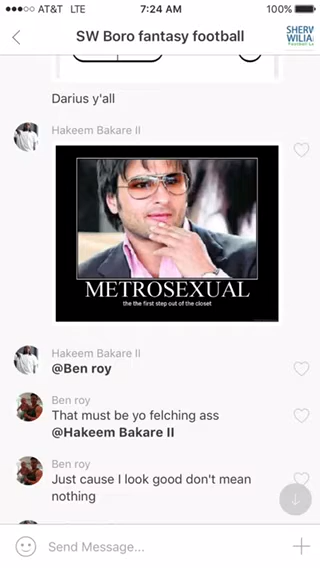 AT&T LTE 7:24 AM 100%
SW Boro fantasy football
SHERW
WILIA
Darius y'all
Hakeem Bakare II
METROSEXUAL
the the first step out of the closet
Hakeem Bakare II
@Ben roy
Ben roy
That must be yo felching ass
@Hakeem Bakare II
Ben roy
Just cause I look good don't mean
nothing
Send Message...